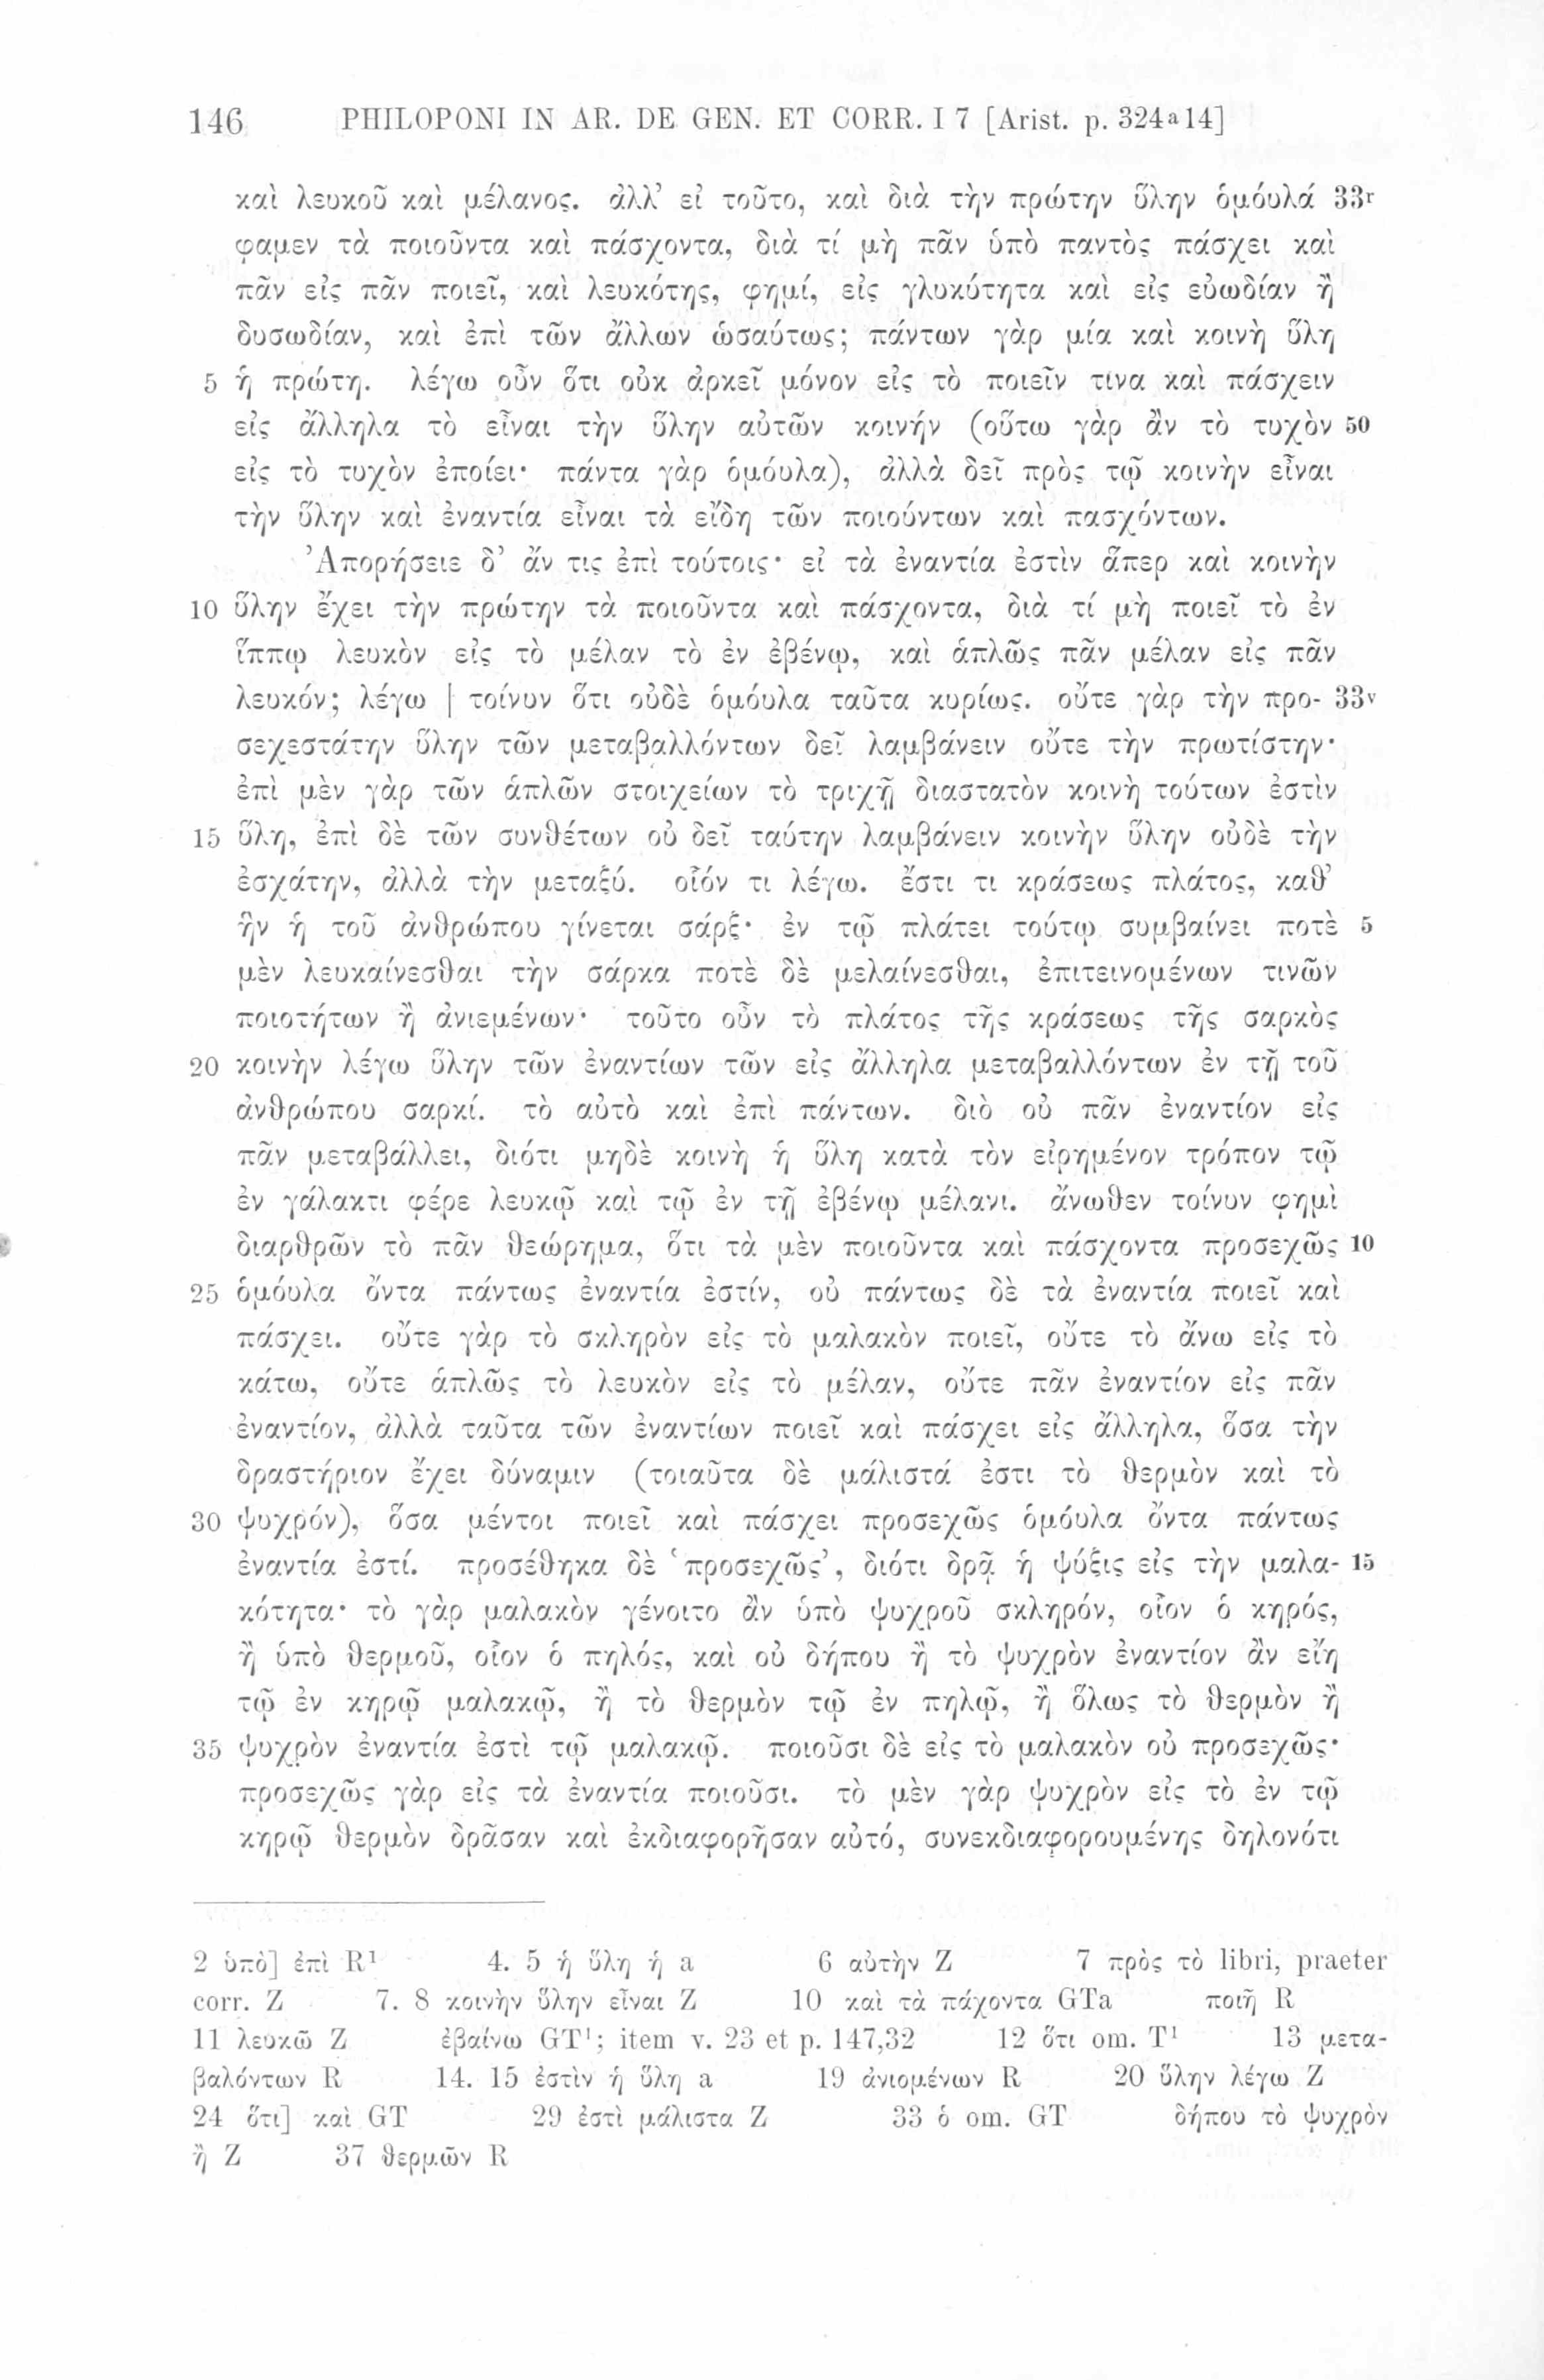 146 PHILOPONI IN AR. DE GEN. ET CORR. I 7 [Arist. p. 324a14]
καὶ λευκοῦ καὶ μέλανος. ἀλλ’ εἰ τοῦτο, καὶ διὰ τὴν πρώτην ὕλην ὁμόυλά 33r
φαμεν τὰ ποιοῦντα καὶ πάσχοντα, διὰ τί μὴ πᾶν ὑπὸ παντὸς πάσχει καὶ
πᾶν εἰς πᾶν ποιεῖ, καὶ λευκότης, φημί, εἰς γλυκύτητα καὶ εἰς εὐωδίαν ἢ
δυσωδίαν, καὶ ἐπὶ τῶν ἄλλων ὡσαύτως; πάντων γὰρ μία καὶ κοινὴ ὕλη
5 ἡ πρώτη. λέγω οὖν ὅτι οὐκ ἀρκεῖ μόνον εἰς τὸ ποιεῖν τινα καὶ πάσχειν
εἰς ἄλληλα τὸ εἶναι τὴν ὕλην αὐτῶν κοινήν (οὕτω γὰρ ἂν τὸ τυχὸν 50
εἰς τὸ τυχὸν ἐποίει· πάντα γὰρ ὁμόυλα), ἀλλὰ δεῖ πρὸς τῷ κοινὴν εἶναι
τὴν ὕλην καὶ ἐναντία εἶναι τὰ εἴδη τῶν ποιούντων καὶ πασχόντων.
Ἀπορήσειε δ’ ἄν τις ἐπὶ τούτοις· εἰ τὰ ἐναντία ἐστὶν ἅπερ καὶ κοινὴν
10 ὕλην ἔχει τὴν πρώτην τὰ ποιοῦντα καὶ πάσχοντα, διὰ τί μὴ ποιεῖ τὸ ἐν
ἵππῳ λευκὸν εἰς τὸ μέλαν τὸ ἐν ἐβένῳ, καὶ ἁπλῶς πᾶν μέλαν εἰς πᾶν
λευκόν; λέγω | τοίνυν ὅτι οὐδὲ ὁμόυλα ταῦτα κυρίως. οὔτε γὰρ τὴν προ- 33v
σεχεστάτην ὕλην τῶν μεταβαλλόντων δεῖ λαμβάνειν οὔτε τὴν πρωτίστην·
ἐπὶ μὲν γὰρ τῶν ἁπλῶν στοιχείων τὸ τριχῇ διαστατὸν κοινὴ τούτων ἐστὶν
15 ὕλη, ἐπὶ δὲ τῶν συνθέτων οὐ δεῖ ταύτην λαμβάνειν κοινὴν ὕλην οὐδὲ τὴν
ἐσχάτην, ἀλλὰ τὴν μεταξύ. οἷόν τι λέγω. ἔστι τι κράσεως πλάτος, καθ’
ἣν ἡ τοῦ ἀνθρώπου γίνεται σάρξ· ἐν τῷ πλάτει τούτῳ συμβαίνει ποτὲ 5
μὲν λευκαίνεσθαι τὴν σάρκα ποτὲ δὲ μελαίνεσθαι, ἐπιτεινομένων τινῶν
ποιοτήτων ἢ ἀνιεμένων· τοῦτο οὖν τὸ πλάτος τῆς κράσεως τῆς σαρκὸς
20 κοινὴν λέγω ὕλην τῶν ἐναντίων τῶν εἰς ἄλληλα μεταβαλλόντων ἐν τῇ τοῦ
ἀνθρώπου σαρκί. τὸ αὐτὸ καὶ ἐπὶ πάντων. διὸ οὐ πᾶν ἐναντίον εἰς
πᾶν μεταβάλλει, διότι μηδὲ κοινὴ ἡ ὕλη κατὰ τὸν εἰρημένον τρόπον τῷ
ἐν γάλακτι φέρε λευκῷ καὶ τῷ ἐν τῇ ἐβένῳ μέλανι. ἄνωθεν τοίνυν φημὶ
διαρθρῶν τὸ πᾶν θεώρημα, ὅτι τὰ μὲν ποιοῦντα καὶ πάσχοντα προσεχῶς 10
25 ὁμόυλα ὄντα πάντως ἐναντία ἐστίν, οὐ πάντως δὲ τὰ ἐναντία ποιεῖ καὶ
πάσχει. οὔτε γὰρ τὸ σκληρὸν εἰς τὸ μαλακὸν ποιεῖ, οὔτε τὸ ἄνω εἰς τὸ
κάτω, οὔτε ἁπλῶς τὸ λευκὸν εἰς τὸ μέλαν, οὔτε πᾶν ἐναντίον εἰς πᾶν
ἐναντίον, ἀλλὰ ταῦτα τῶν ἐναντίων ποιεῖ καὶ πάσχει εἰς ἄλληλα, ὅσα τὴν
δραστήριον ἔχει δύναμιν (τοιαῦτα δὲ μάλιστά ἐστι τὸ θερμὸν καὶ τὸ
30 ψυχρόν), ὅσα μέντοι ποιεῖ καὶ πάσχει προσεχῶς ὁμόυλα ὄντα πάντως
ἐναντία ἐστί. προσέθηκα δὲ ‘προσεχῶς’, διότι δρᾷ ἡ ψύξις εἰς τὴν μαλα- 15
κότητα· τὸ γὰρ μαλακὸν γένοιτο ἂν ὑπὸ ψυχροῦ σκληρόν, οἷον ὁ κηρός,
ἢ ὑπὸ θερμοῦ, οἷον ὁ πηλός, καὶ οὐ δήπου ἢ τὸ ψυχρὸν ἐναντίον ἂν εἴη
τῷ ἐν κηρῷ μαλακῷ, ἢ τὸ θερμὸν τῷ ἐν πηλῷ, ἢ ὅλως τὸ θερμὸν ἢ
35 ψυχρὸν ἐναντία ἐστὶ τῷ μαλακῷ. ποιοῦσι δὲ εἰς τὸ μαλακὸν οὐ προσεχῶς·
προσεχῶς γὰρ εἰς τὰ ἐναντία ποιοῦσι. τὸ μὲν γὰρ ψυχρὸν εἰς τὸ ἐν τῷ
κηρῷ θερμὸν δρᾶσαν καὶ ἐκδιαφορῆσαν αὐτό, συνεκδιαφορουμένης δηλονότι
2 ὑπὸ] ἐπὶ R¹ 4. 5 ἡ ὕλη ἡ a 6 αὐτὴν Z 7 πρὸς τὸ libri, praeter
corr. Z 7. 8 κοινὴν ὕλην εἶναι Z 10 καὶ τὰ πάχοντα GTa ποιῆ R
11 λευκῶ Z ἐβαίνω GT¹; item v. 23 et p. 147,32 12 ὅτι om. T¹ 13 μετα-
βαλόντων R 14. 15 ἐστὶν ἡ ὕλη a 19 ἀνιομένων R 20 ὕλην λέγω Z
24 ὅτι] καὶ GT 29 ἐστὶ μάλιστα Z 33 ὁ om. GT δήπου τὸ ψυχρὸν
ἢ Z 37 θερμῶν R